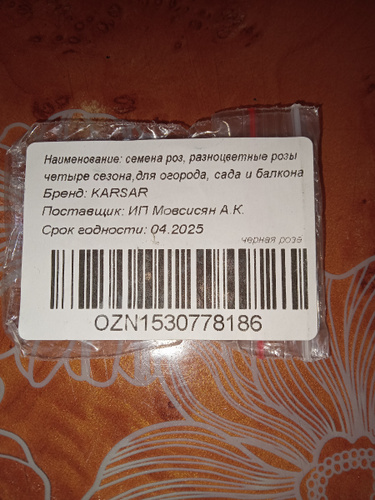 Наименование: семена роз, разноцветные розы
четыре сезона,для огорода, сада и балкона
Бренд: KARSAR
Поставщик: ИП Мовсисян А.К.
Срок годности: 04.2025
черная роза
OZN1530778186